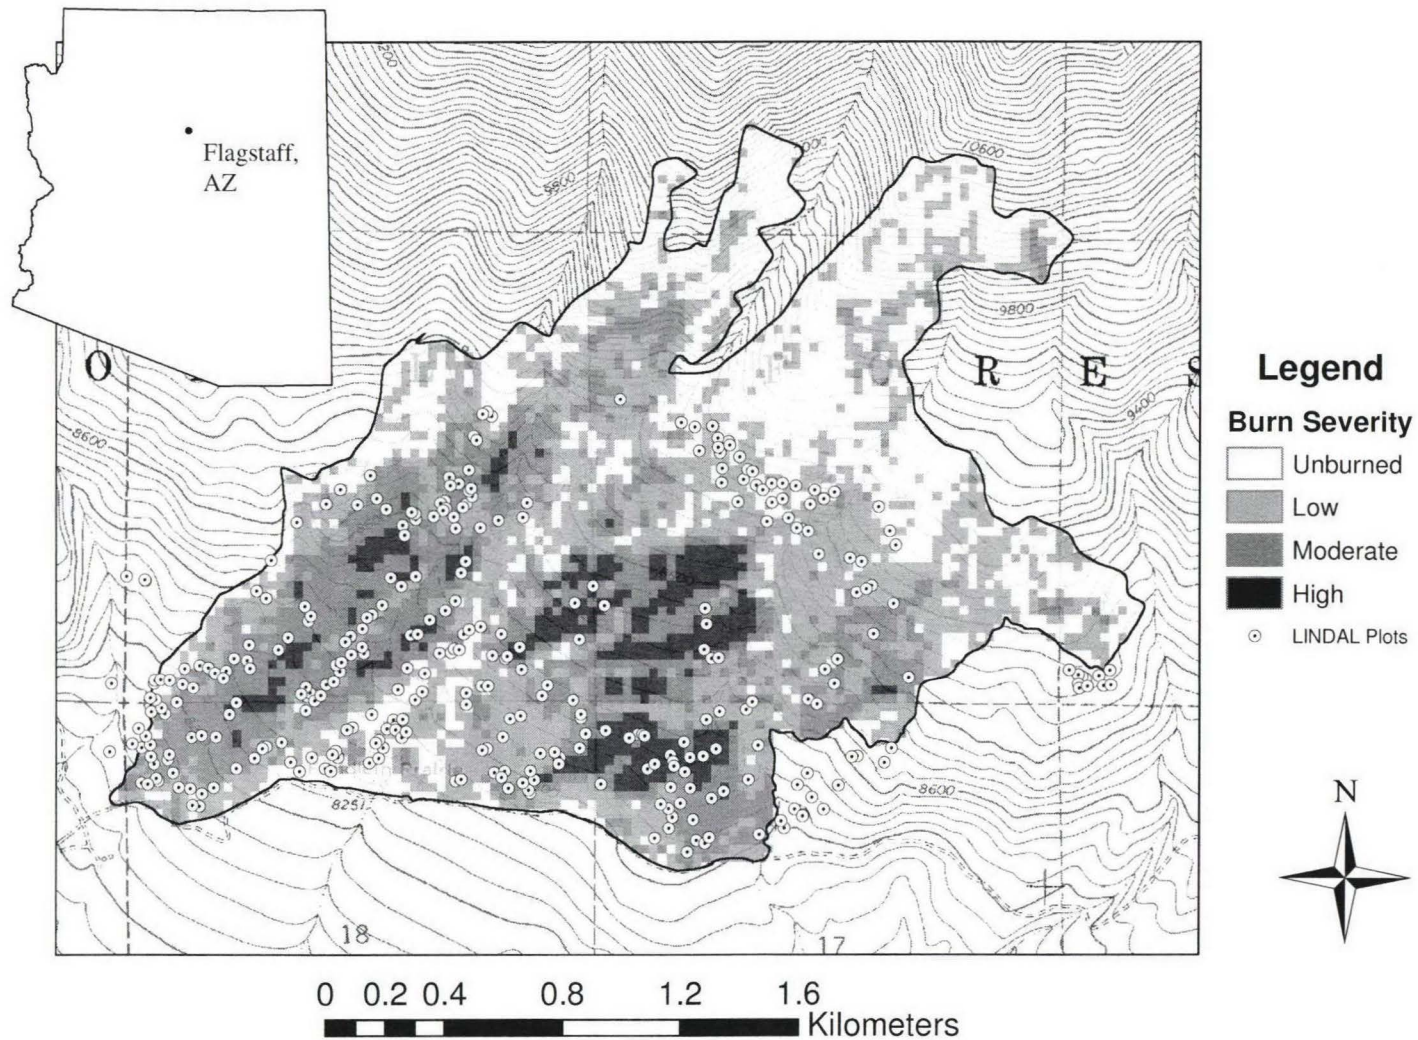 Flagstaff,
AZ
10600
9800
O
R E S
9400
8600
Legend
Burn Severity
Unburned
Low
Moderate
High
LINDAL Plots
8251
8600
N
18
17
0 0.2 0.4 0.8 1.2 1.6
Kilometers